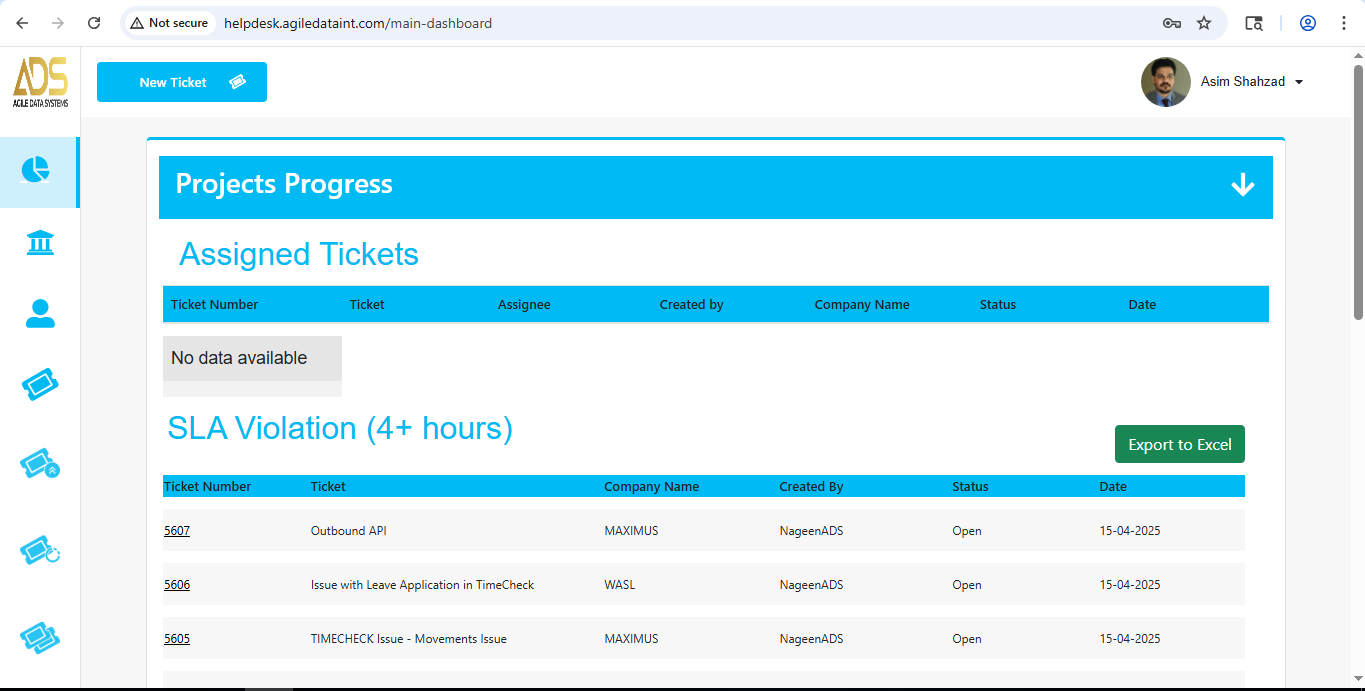 Not secure helpdesk.agiledataint.com/main-dashboard
ADS
AGILE DATA SYSTEMS
New Ticket
Asim Shahzad
Projects Progress
Assigned Tickets
Ticket Number Ticket Assignee Created by Company Name Status Date
No data available
SLA Violation (4+ hours)
Export to Excel
Ticket Number Ticket Company Name Created By Status Date
5607 Outbound API MAXIMUS NageenADS Open 15-04-2025
5606 Issue with Leave Application in TimeCheck WASL NageenADS Open 15-04-2025
5605 TIMECHECK Issue - Movements Issue MAXIMUS NageenADS Open 15-04-2025